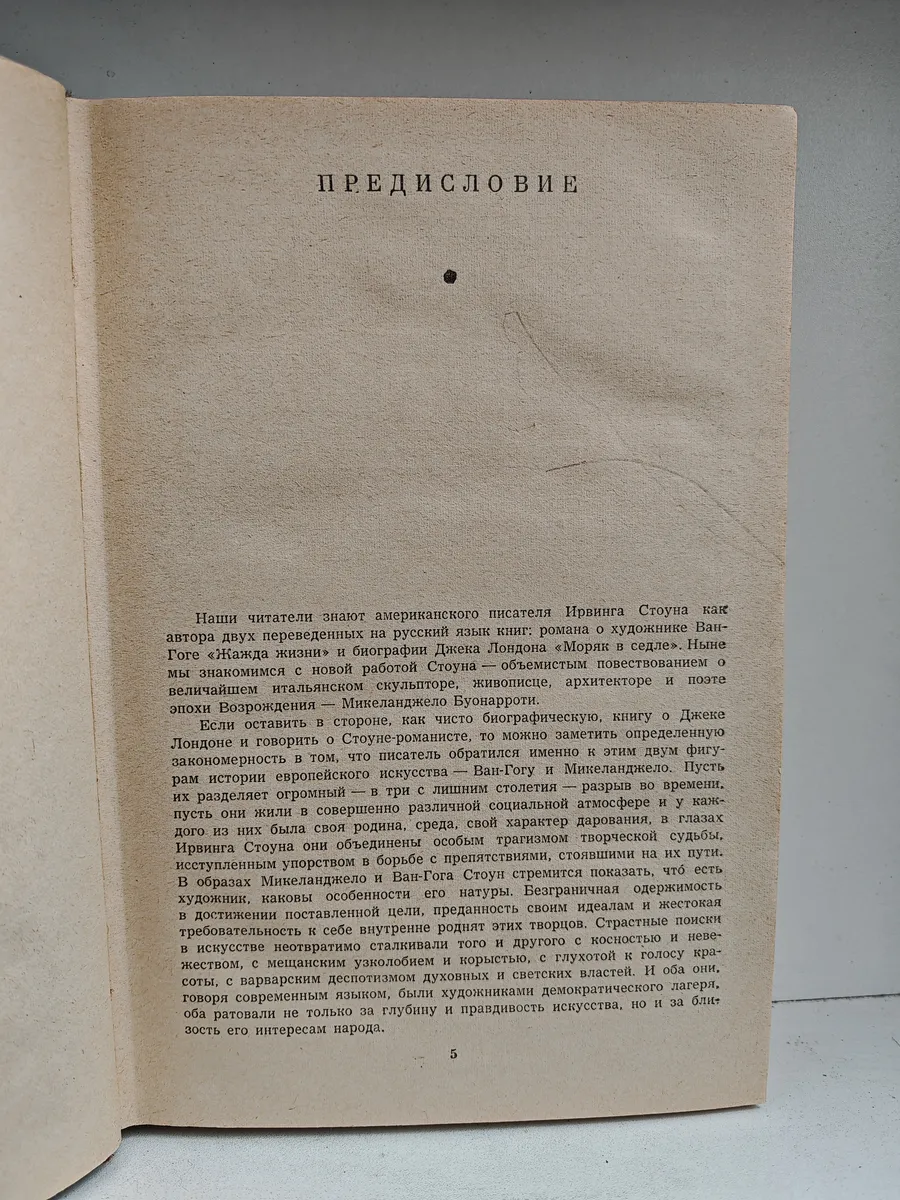 ПРЕДИСЛОВИЕ
Наши читатели знают американского писателя Ирвинга Стоуна как
автора двух переведенных на русский язык книг: романа о художнике Ван-
Гоге «Жажда жизни» и биографии Джека Лондона «Моряк в седле». Ныне
мы знакомимся с новой работой Стоуна — объемистым повествованием о
величайшем итальянском скульпторе, живописце, архитекторе и поэте
эпохи Возрождения — Микеланджело Буонарроти.
Если оставить в стороне, как чисто биографическую, книгу о Джеке
Лондоне и говорить о Стоуне-романисте, то можно заметить определенную
закономерность в том, что писатель обратился именно к этим двум фигу-
рам истории европейского искусства — Ван-Гогу и Микеланджело. Пусть
их разделяет огромный — в три с лишним столетия — разрыв во времени,
пусть они жили в совершенно различной социальной атмосфере и у каж-
дого из них была своя родина, среда, свой характер дарования, в глазах
Ирвинга Стоуна они объединены особым трагизмом творческой судьбы,
исступленным упорством в борьбе с препятствиями, стоявшими на их пути.
В образах Микеланджело и Ван-Гога Стоун стремится показать, что́ есть
художник, каковы особенности его натуры. Безграничная одержимость
в достижении поставленной цели, преданность своим идеалам и жестокая
требовательность к себе внутренне роднят этих творцов. Страстные поиски
в искусстве неотвратимо сталкивали того и другого с косностью и неве-
жеством, с мещанским узколобием и корыстью, с глухотой к голосу кра-
соты, с варварским деспотизмом духовных и светских властей. И оба они,
говоря современным языком, были художниками демократического лагеря,
оба ратовали не только за глубину и правдивость искусства, но и за бли-
зость его интересам народа.
5